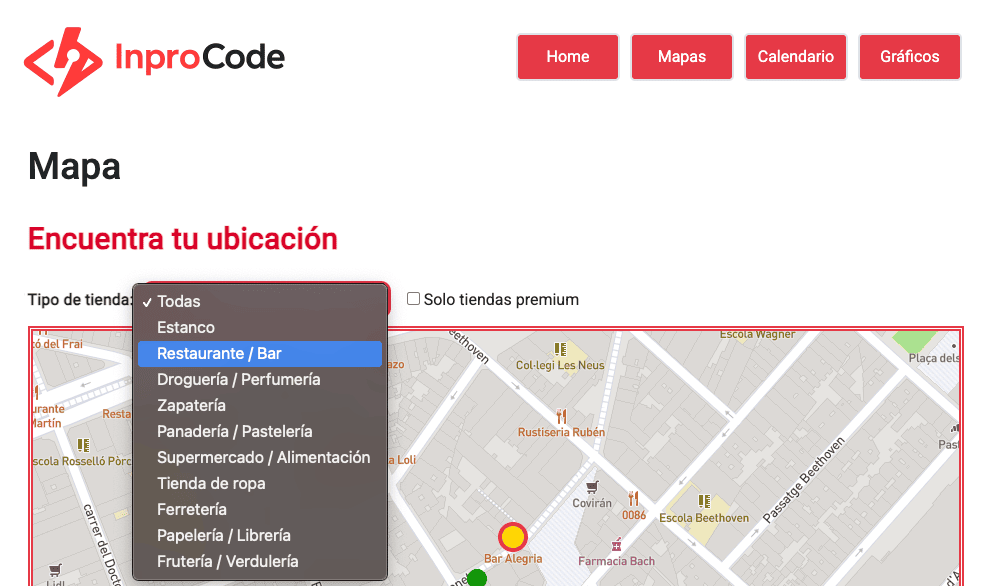 InproCode
Home
Mapas
Calendario
Gráficos
Mapa
Encuentra tu ubicación
Tipo de tienda:
✓ Todas
Estanco
Restaurante / Bar
Droguería / Perfumería
Zapatería
Panadería / Pastelería
Supermercado / Alimentación
Tienda de ropa
Ferretería
Papelería / Librería
Frutería / Verdulería
Solo tiendas premium
có del Frai
urante
Martín
Resta
scola Rosselló Pòrc
carrer del Doct
Lidl
azo
a Loli
eethoven
Col·legi Les Neus
Escola Wagner
Plaça dels
Rustiseria Rubén
Covirán
0086
Escola Beethoven
Passatge Beethoven
Past
Bar Alegria
Farmacia Bach
d'A